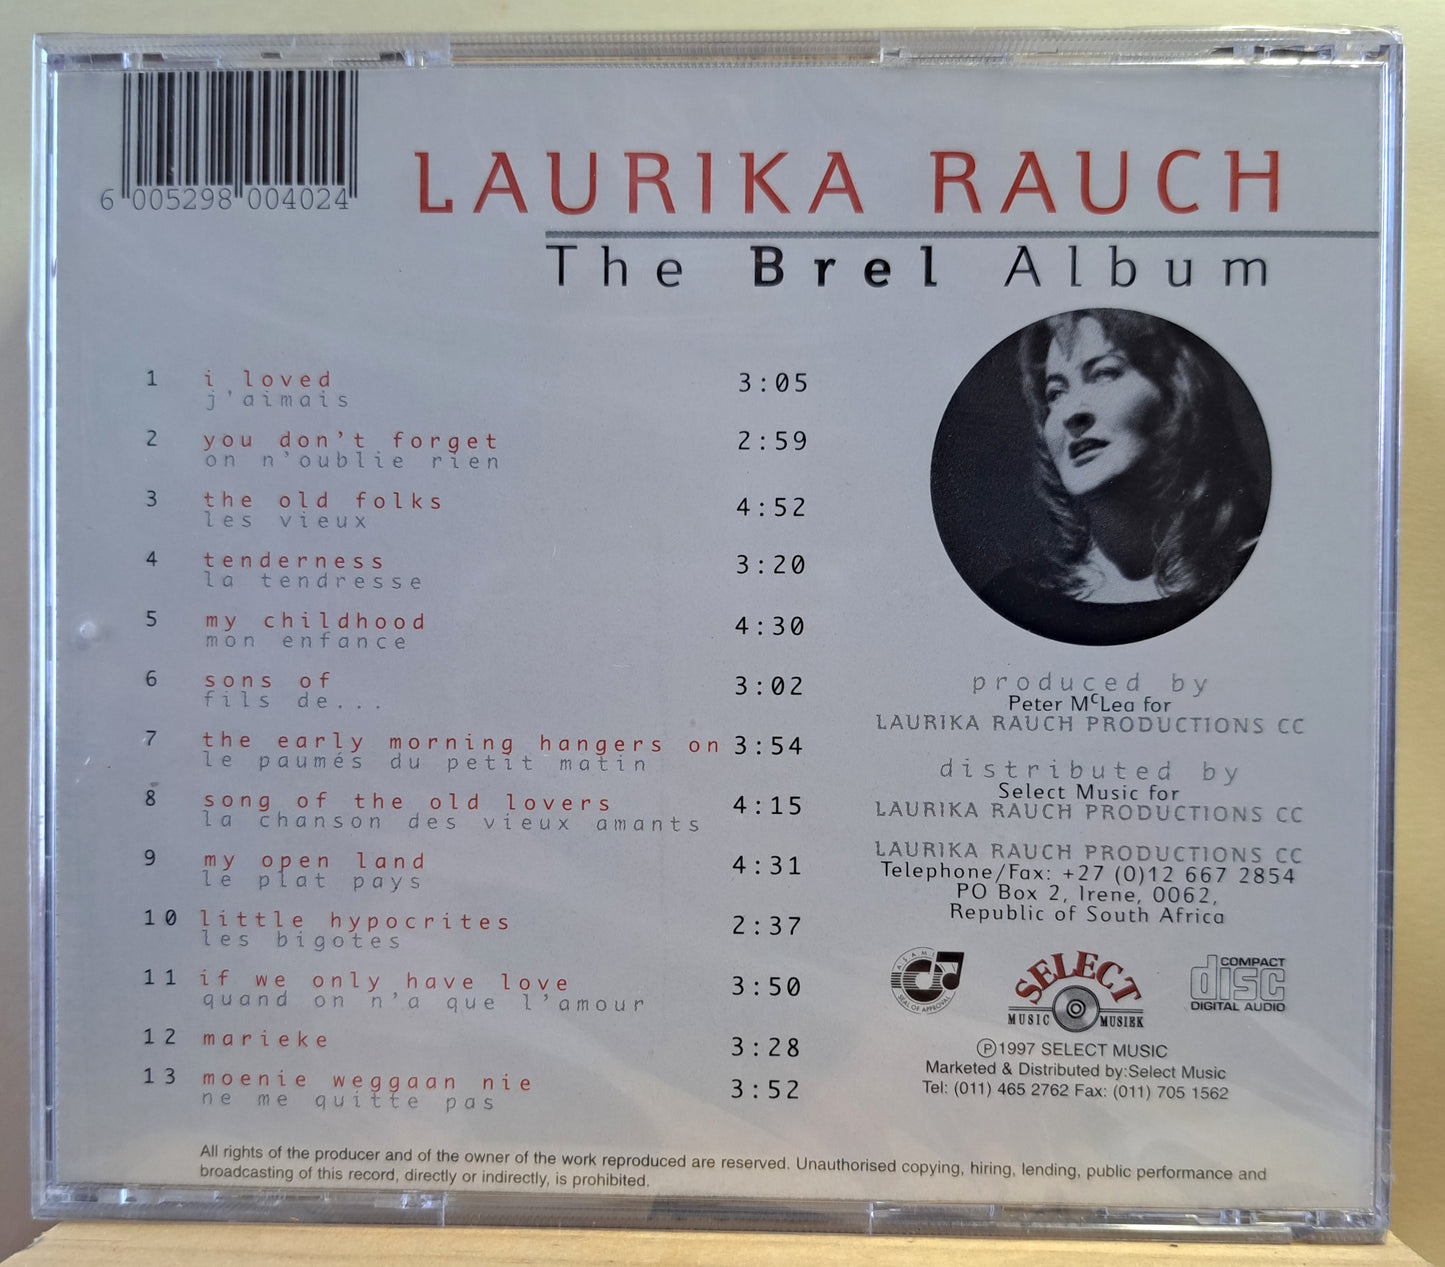 6 005298 004024
LAURIKA RAUCH
The Brel Album
1 i loved 3:05
j'aimais
2 you don't forget 2:59
on n'oublie rien
3 the old folks 4:52
les vieux
4 tenderness 3:20
la tendresse
5 my childhood 4:30
mon enfance
6 sons of 3:02
fils de...
7 the early morning hangers on 3:54
le paumés du petit matin
8 song of the old lovers 4:15
la chanson des vieux amants
9 my open land 4:31
le plat pays
10 little hypocrites 2:37
les bigotes
11 if we only have love 3:50
quand on n'a que l'amour
12 marieke 3:28
13 moenie weggaan nie 3:52
ne me quitte pas
produced by
Peter McLea for
LAURIKA RAUCH PRODUCTIONS CC
distributed by
Select Music for
LAURIKA RAUCH PRODUCTIONS CC
LAURIKA RAUCH PRODUCTIONS CC
Telephone/Fax: +27 (0)12 667 2854
PO Box 2, Irene, 0062,
Republic of South Africa
A.S.A.M.I.
SEAL OF APPROVAL
SELECT
MUSIC MUSIEK
COMPACT
disc
DIGITAL AUDIO
℗1997 SELECT MUSIC
Marketed & Distributed by:Select Music
Tel: (011) 465 2762 Fax: (011) 705 1562
All rights of the producer and of the owner of the work reproduced are reserved. Unauthorised copying, hiring, lending, public performance and
broadcasting of this record, directly or indirectly, is prohibited.